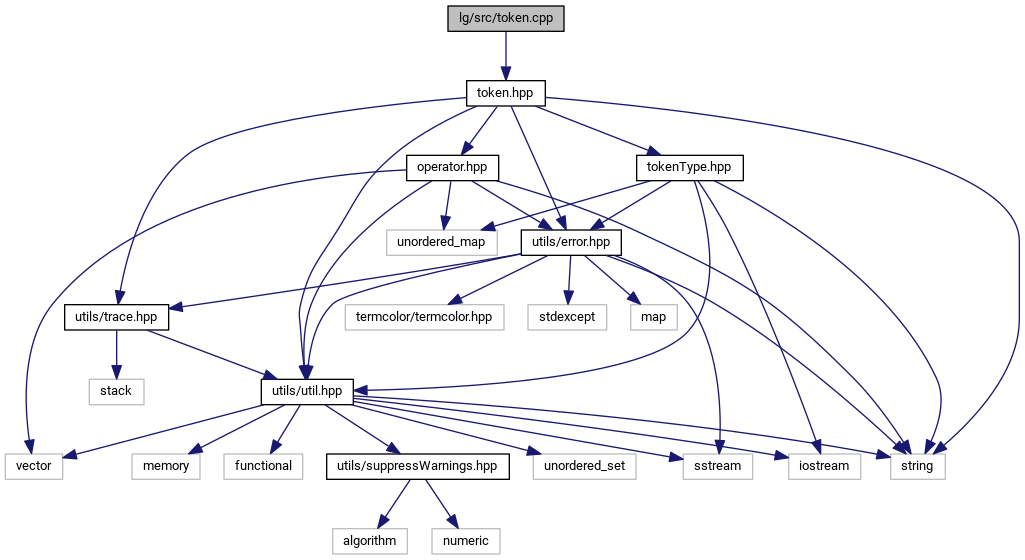 lg/src/token.cpp
token.hpp
operator.hpp
tokenType.hpp
unordered_map
utils/error.hpp
utils/trace.hpp
termcolor/termcolor.hpp
stdexcept
map
stack
utils/util.hpp
vector
memory
functional
utils/suppressWarnings.hpp
unordered_set
sstream
iostream
string
algorithm
numeric